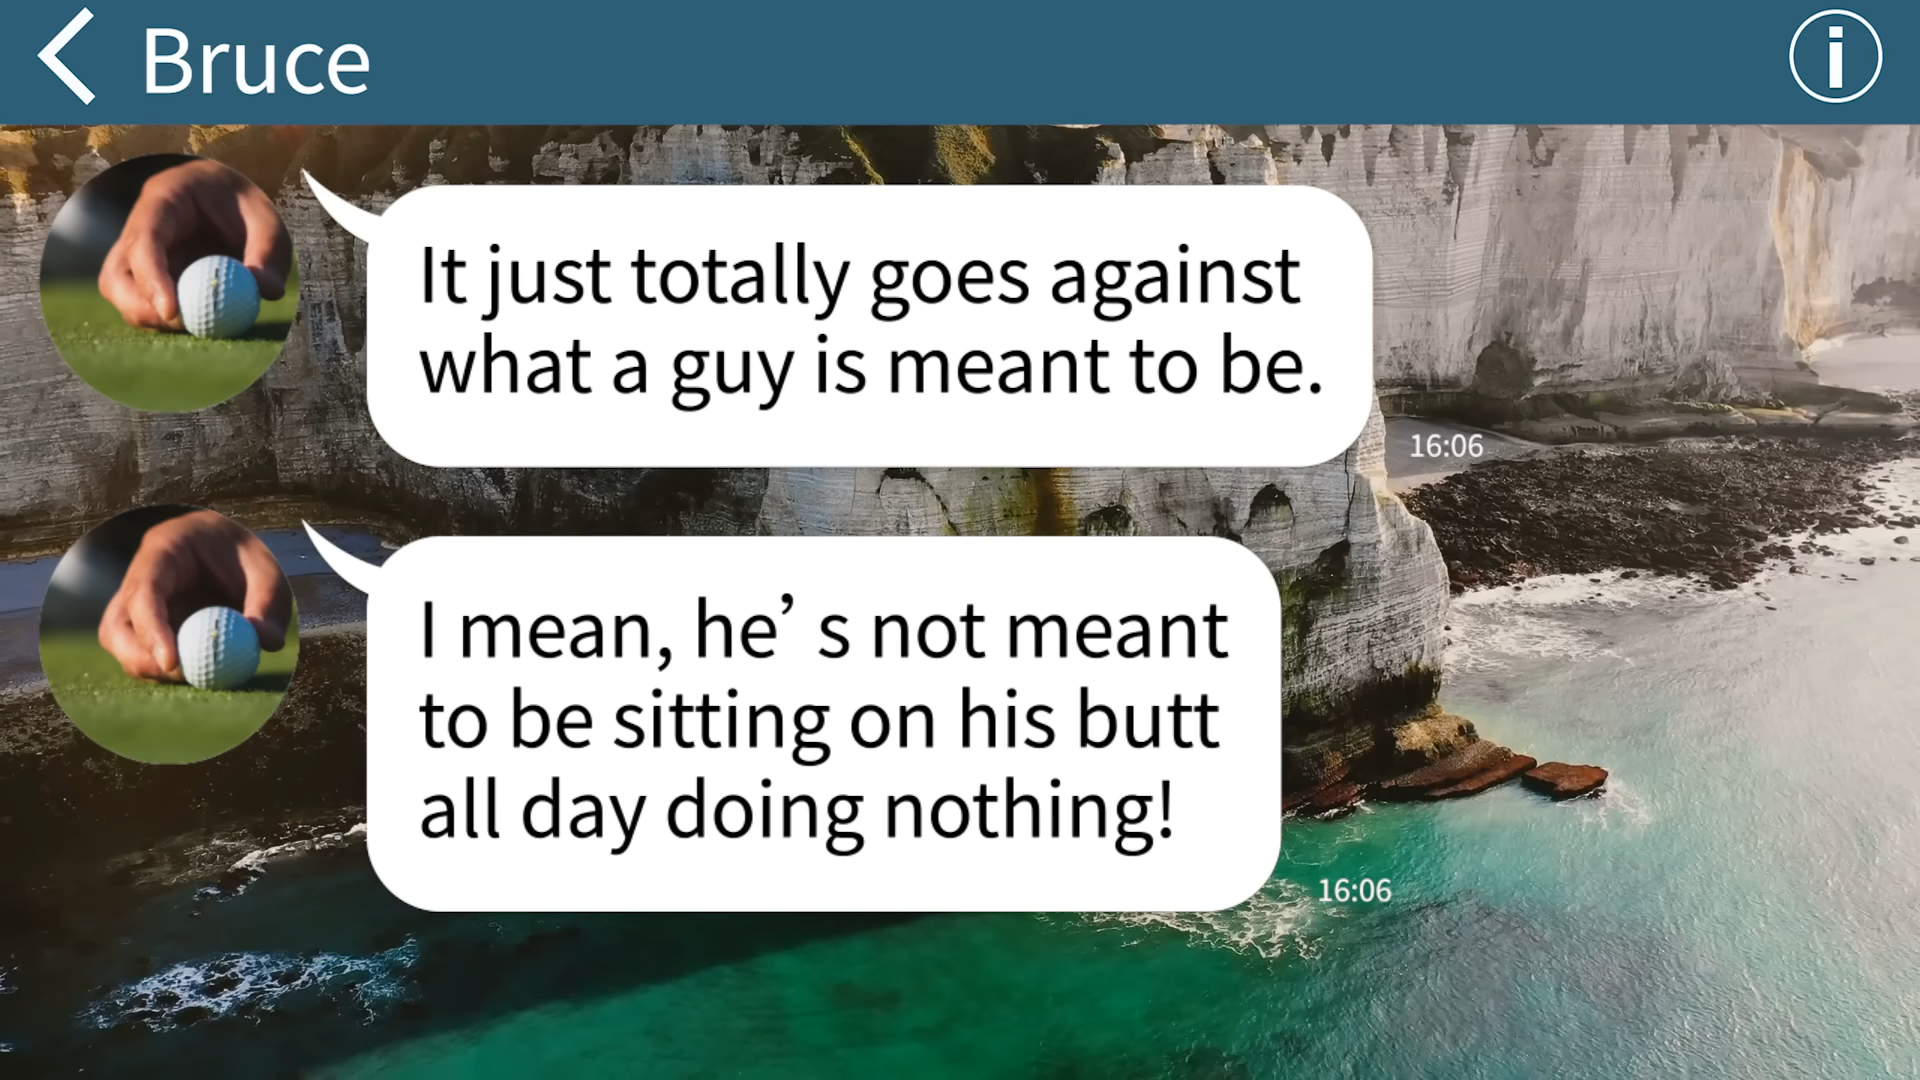 Bruce
It just totally goes against
what a guy is meant to be.
16:06
I mean, he’s not meant
to be sitting on his butt
all day doing nothing!
16:06